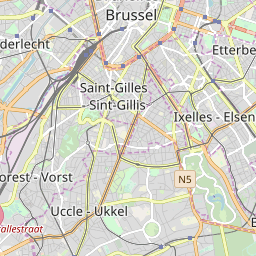 Brussel
derlecht
Etterbe
Saint-Gilles
Sint-Gillis
Ixelles - Elsen
orest - Vorst
N5
Uccle - Ukkel
allestraat